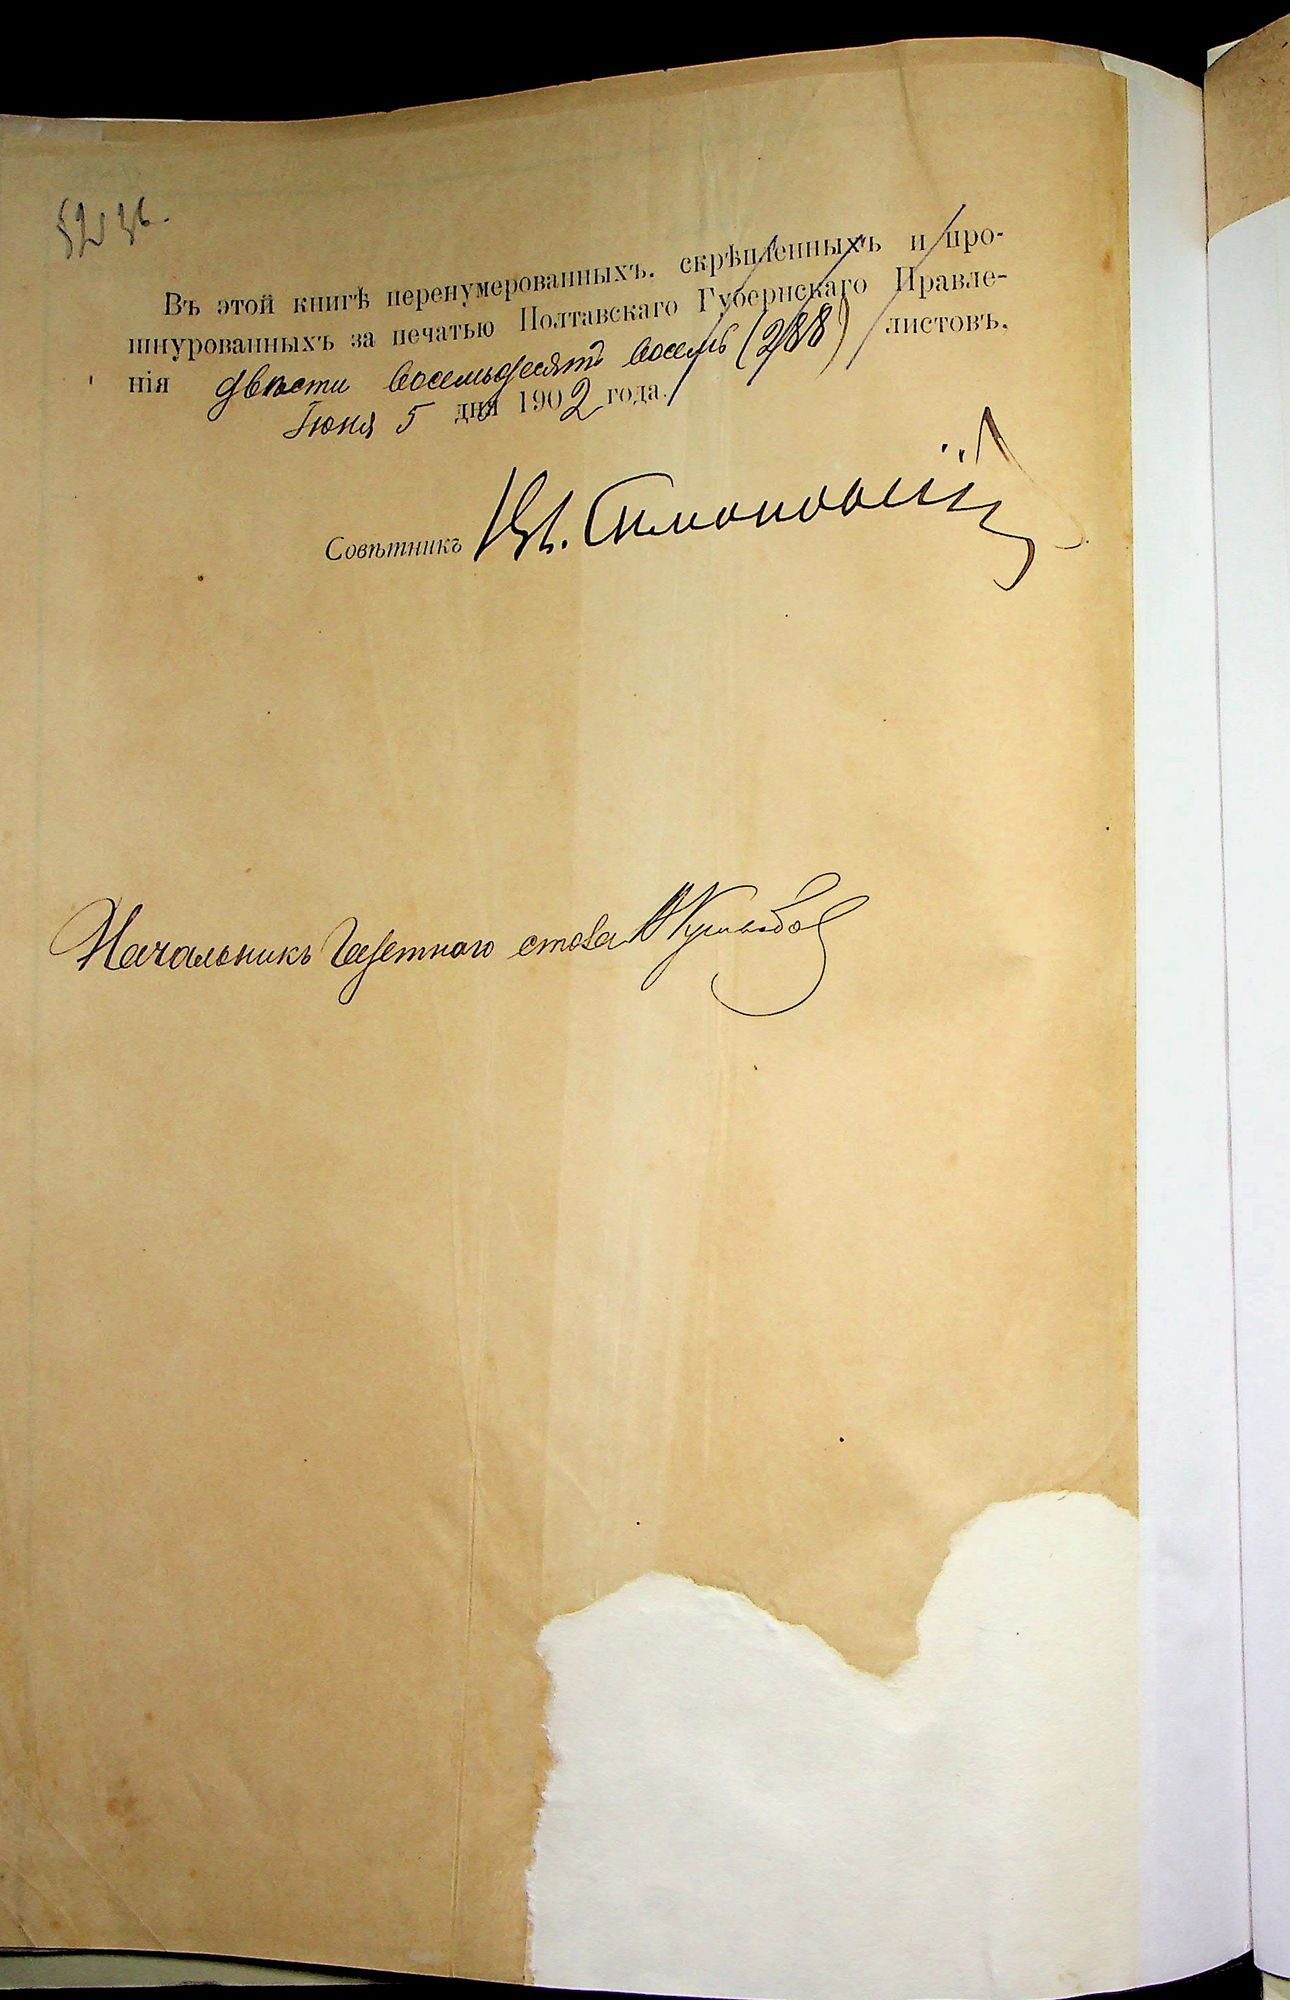 Въ этой книгѣ перенумерованныхъ, скрѣпленныхъ и про-
шнурованныхъ за печатью Полтавскаго Губернскаго Правле-
нія двѣсти восемьдесятъ восемь (288) листовъ.
Іюня 5 дня 1902 года.
Совѣтникъ
Начальникъ Газетного стола